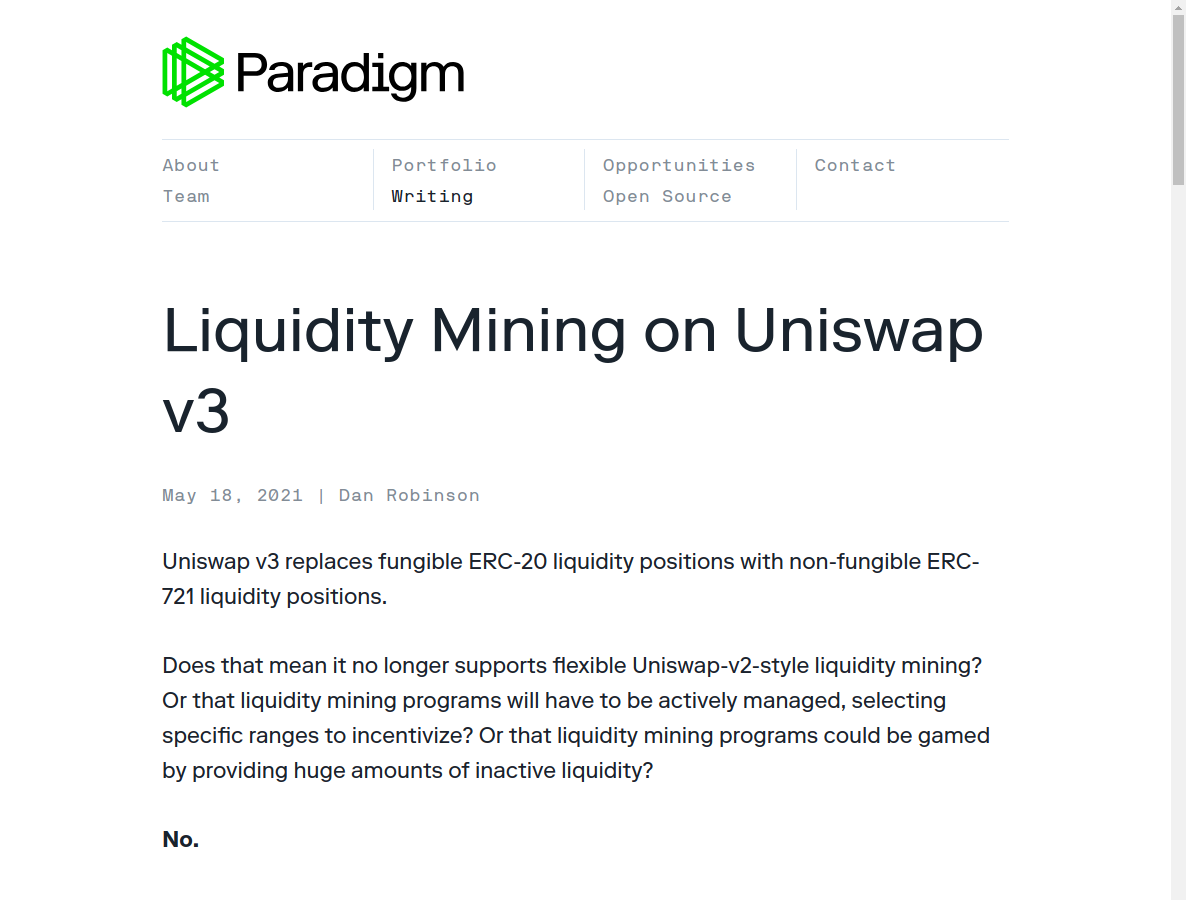 Paradigm
About
Team
Portfolio
Writing
Opportunities
Open Source
Contact
Liquidity Mining on Uniswap
v3
May 18, 2021 | Dan Robinson
Uniswap v3 replaces fungible ERC-20 liquidity positions with non-fungible ERC-
721 liquidity positions.
Does that mean it no longer supports flexible Uniswap-v2-style liquidity mining?
Or that liquidity mining programs will have to be actively managed, selecting
specific ranges to incentivize? Or that liquidity mining programs could be gamed
by providing huge amounts of inactive liquidity?
No.